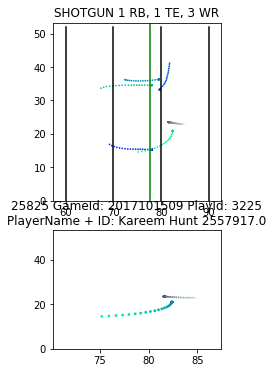 SHOTGUN 1 RB, 1 TE, 3 WR
50
40
30
20
10
0
60 70 80 90
25825 GameId: 2017101509 PlayId: 3225
PlayerName + ID: Kareem Hunt 2557917.0
40
20
0
75 80 85